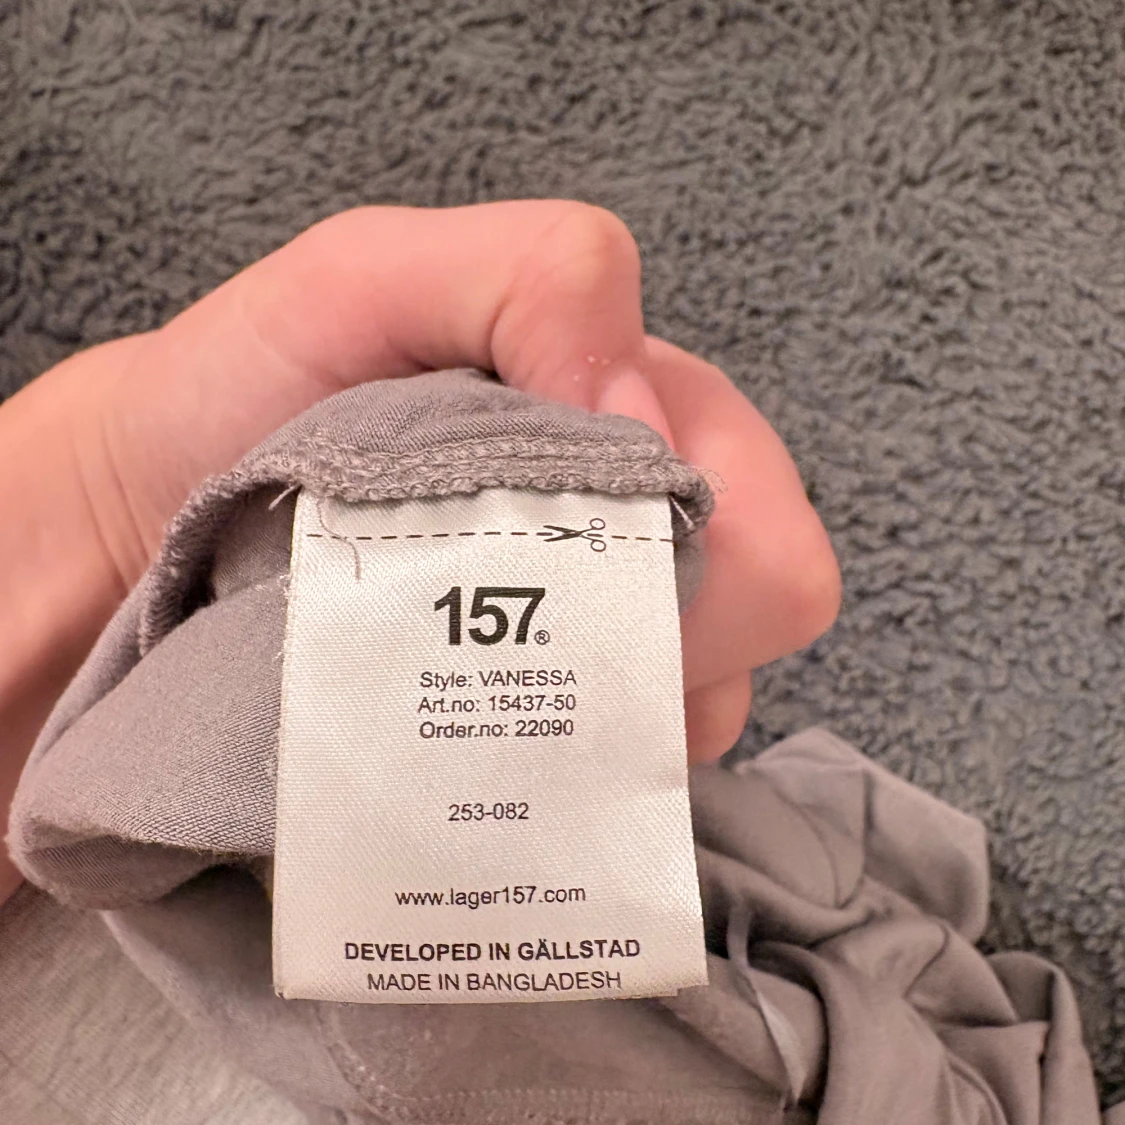 157®
Style: VANESSA
Art.no: 15437-50
Order.no: 22090
253-082
www.lager157.com
DEVELOPED IN GÄLLSTAD
MADE IN BANGLADESH